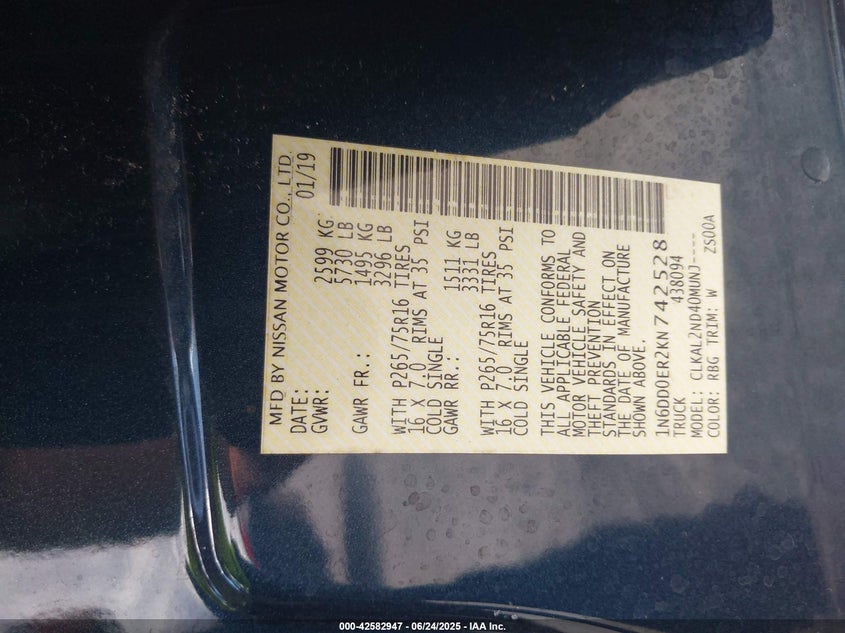 MFD BY NISSAN MOTOR CO., LTD
DATE: 01/19
GVWR: 2599 KG
5730 LB
GAWR FR.: 1495 KG
3296 LB
WITH P265/75R16 TIRES
16 X 7.0 RIMS AT 35 PSI
COLD SINGLE
GAWR RR.: 1511 KG
3331 LB
WITH P265/75R16 TIRES
16 X 7.0 RIMS AT 35 PSI
COLD SINGLE
THIS VEHICLE CONFORMS TO
ALL APPLICABLE FEDERAL
MOTOR VEHICLE SAFETY AND
THEFT PREVENTION
STANDARDS IN EFFECT ON
THE DATE OF MANUFACTURE
SHOWN ABOVE.
1N6DD0ER2KN742528
TRUCK 438094
MODEL: CLKAL2ND40MUNJ----
COLOR: RBG TRIM: W ZS00A
000-42582947 - 06/24/2025 - IAA Inc.